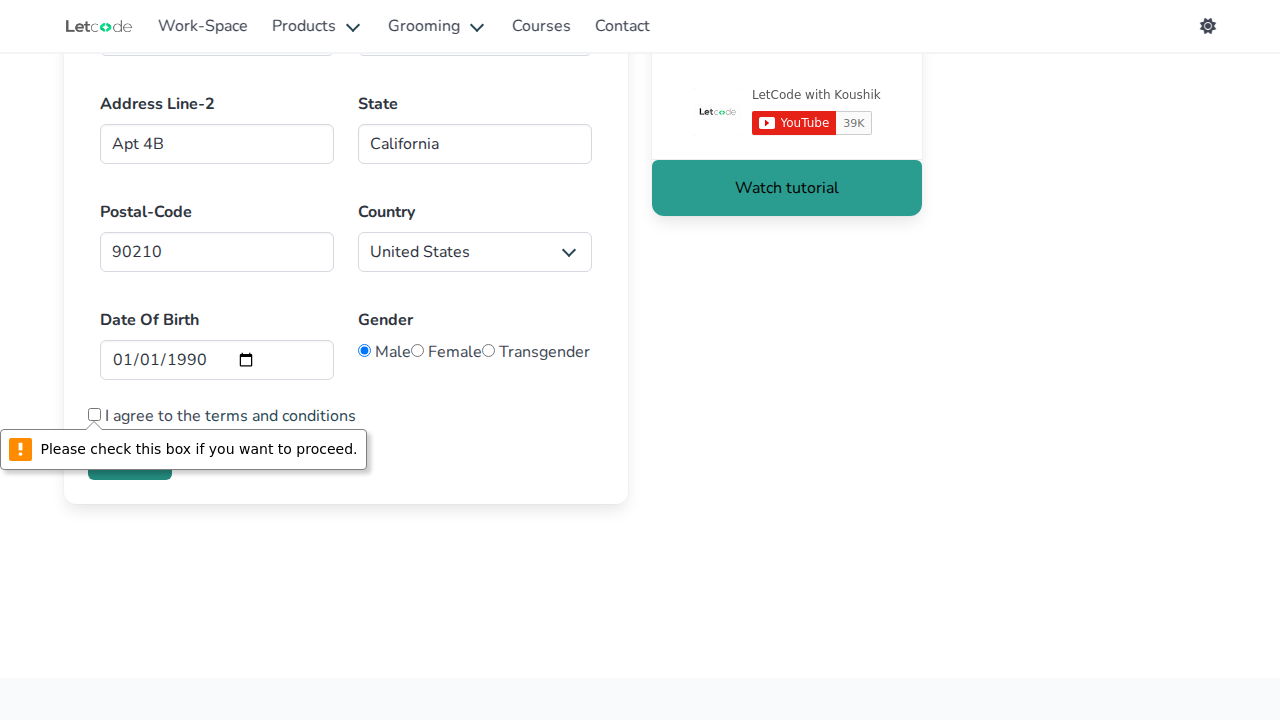 Letcode Work-Space Products Grooming Courses Contact
LetCode with Koushik
Letcode
YouTube 39K
Watch tutorial
Address Line-2 State
Apt 4B California
Postal-Code Country
90210 United States
Date Of Birth Gender
01/01/1990 Male Female Transgender
I agree to the terms and conditions
Please check this box if you want to proceed.